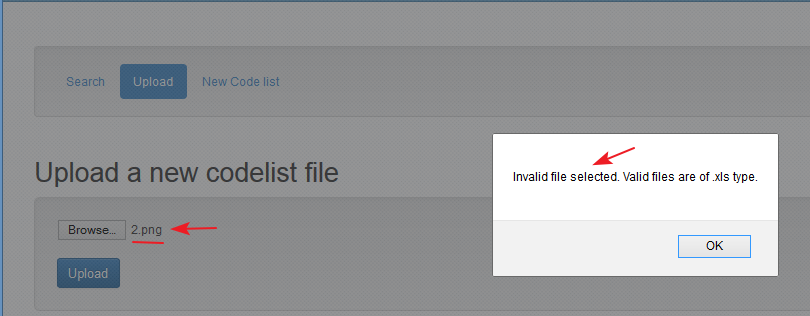 Search Upload New Code list
Upload a new codelist file
Invalid file selected. Valid files are of .xls type.
Browse... 2.png
OK
Upload